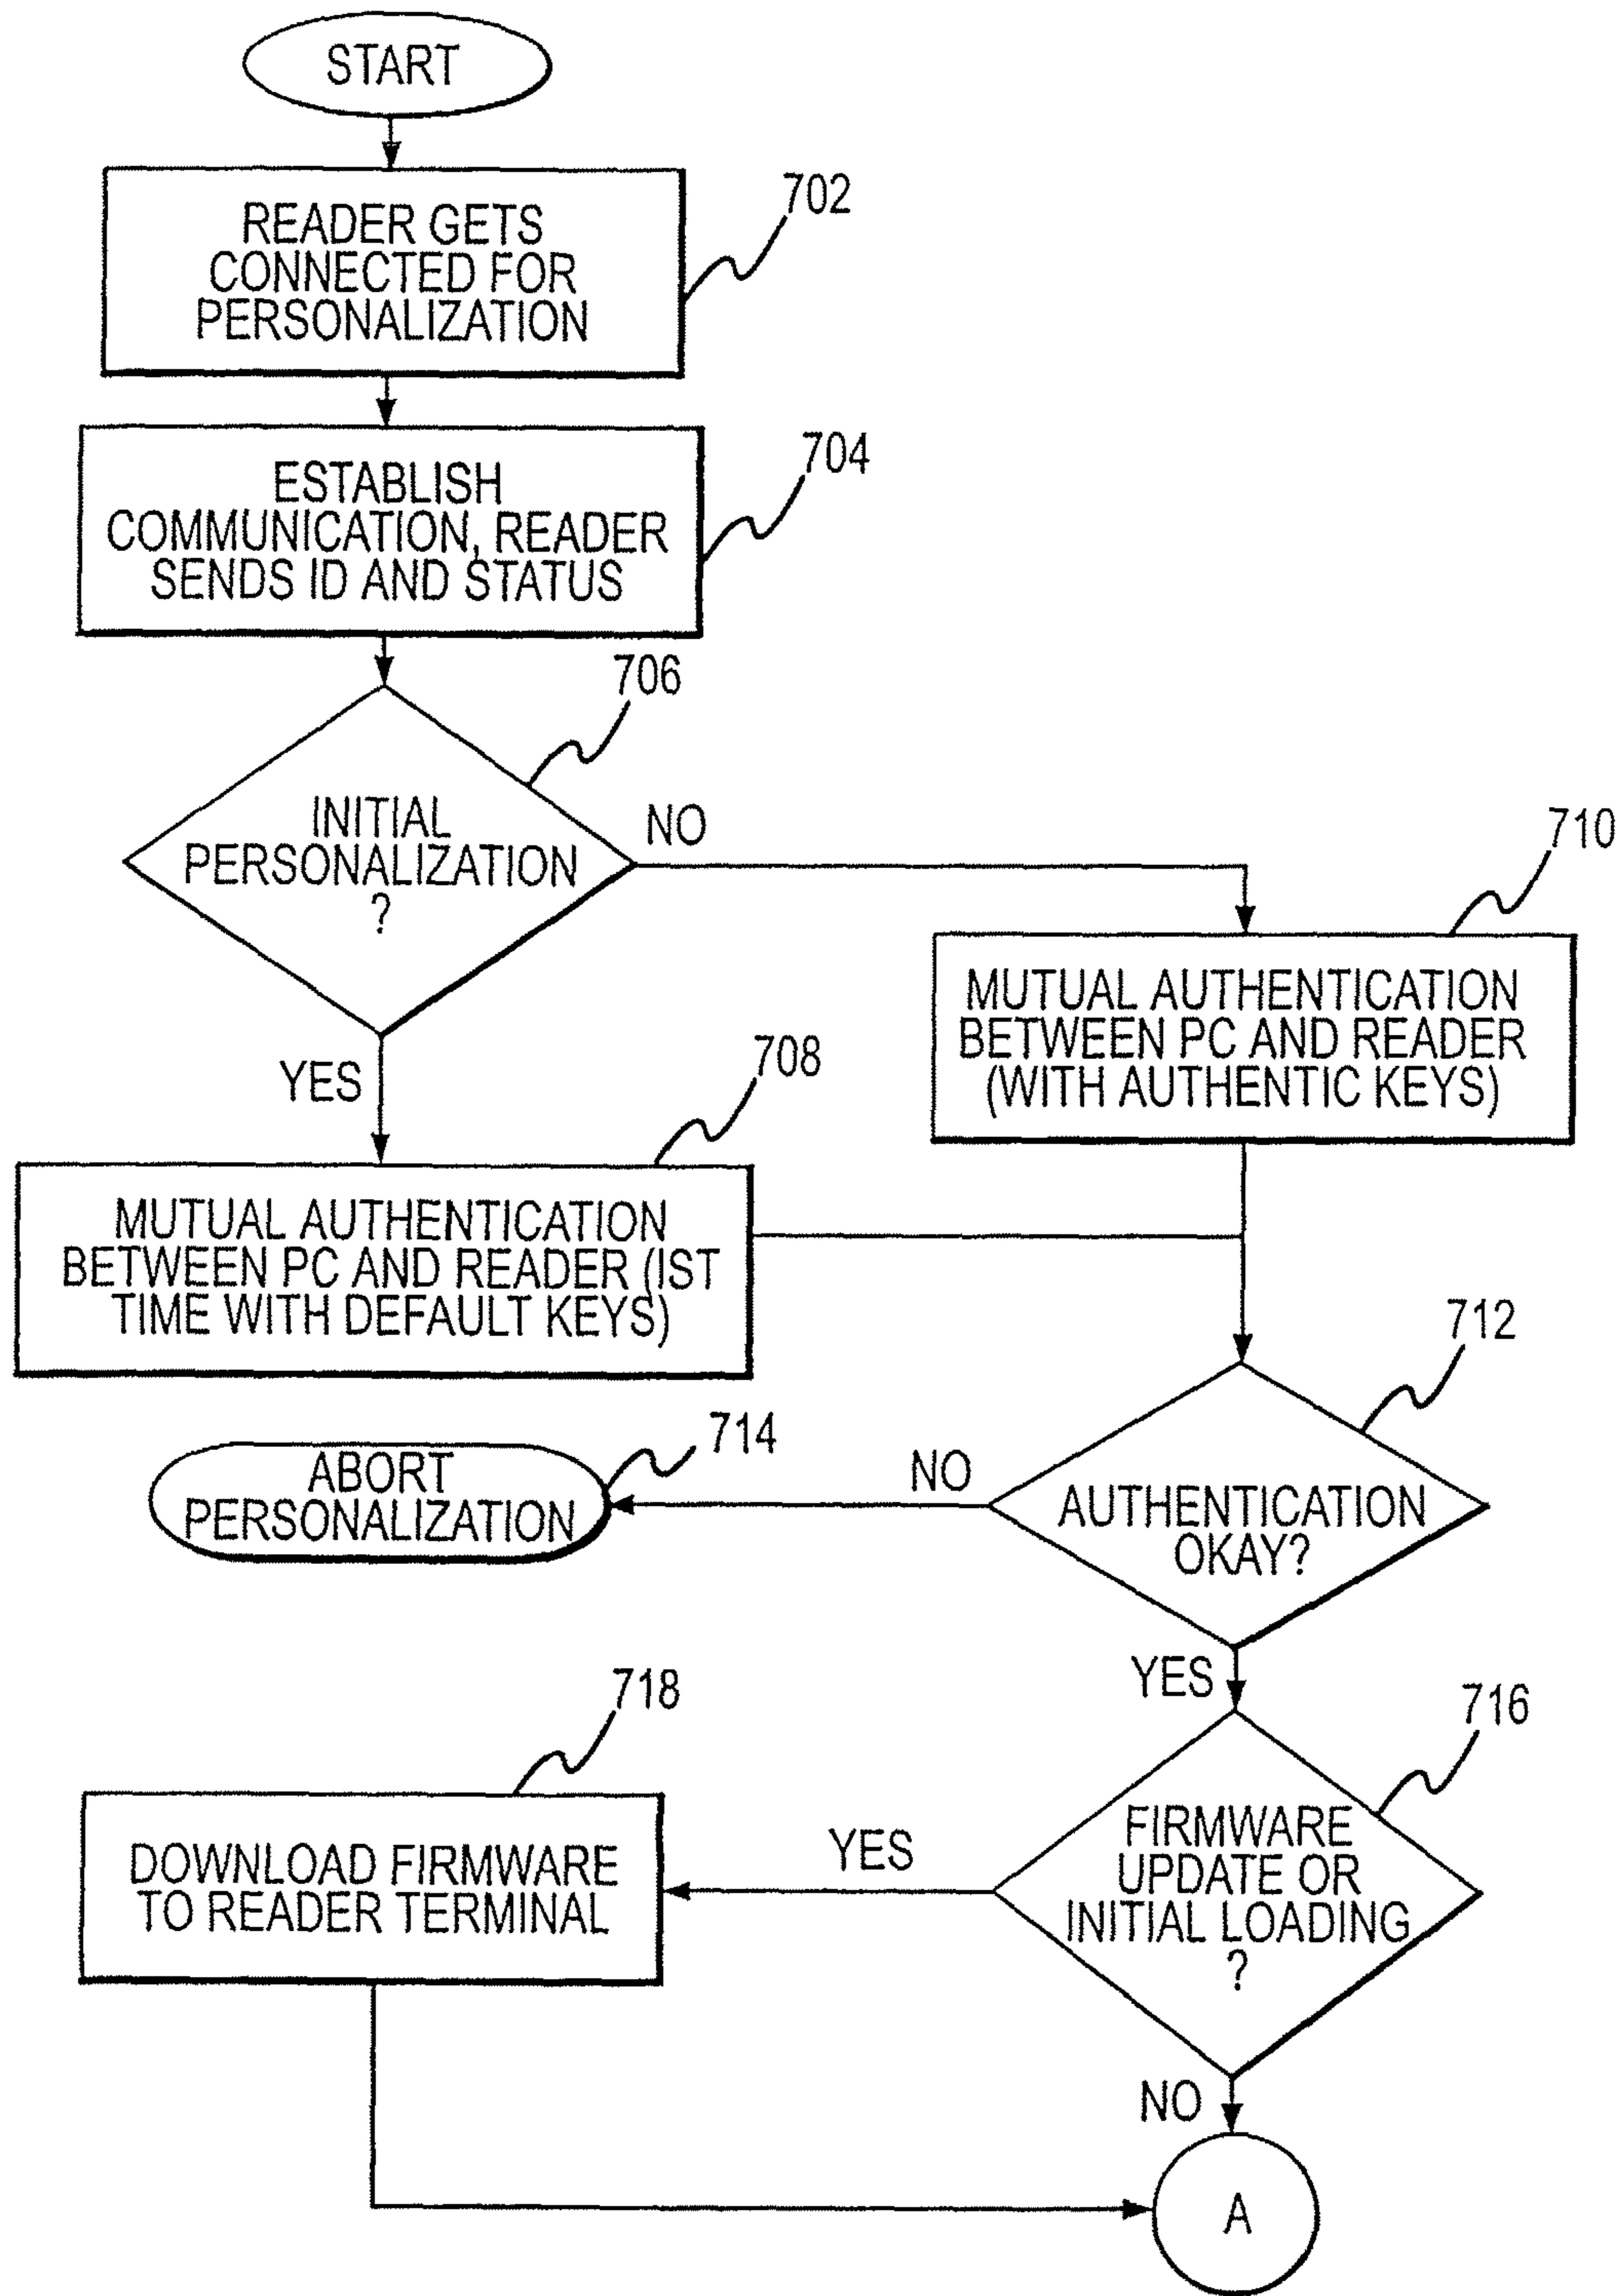 START
READER GETS
CONNECTED FOR
PERSONALIZATION
702
ESTABLISH
COMMUNICATION, READER
SENDS ID AND STATUS
704
706
INITIAL
PERSONALIZATION
?
NO
YES
710
MUTUAL AUTHENTICATION
BETWEEN PC AND READER
(WITH AUTHENTIC KEYS)
708
MUTUAL AUTHENTICATION
BETWEEN PC AND READER (IST
TIME WITH DEFAULT KEYS)
712
AUTHENTICATION
OKAY?
NO
714
ABORT
PERSONALIZATION
YES
716
FIRMWARE
UPDATE OR
INITIAL LOADING
?
YES
718
DOWNLOAD FIRMWARE
TO READER TERMINAL
NO
A